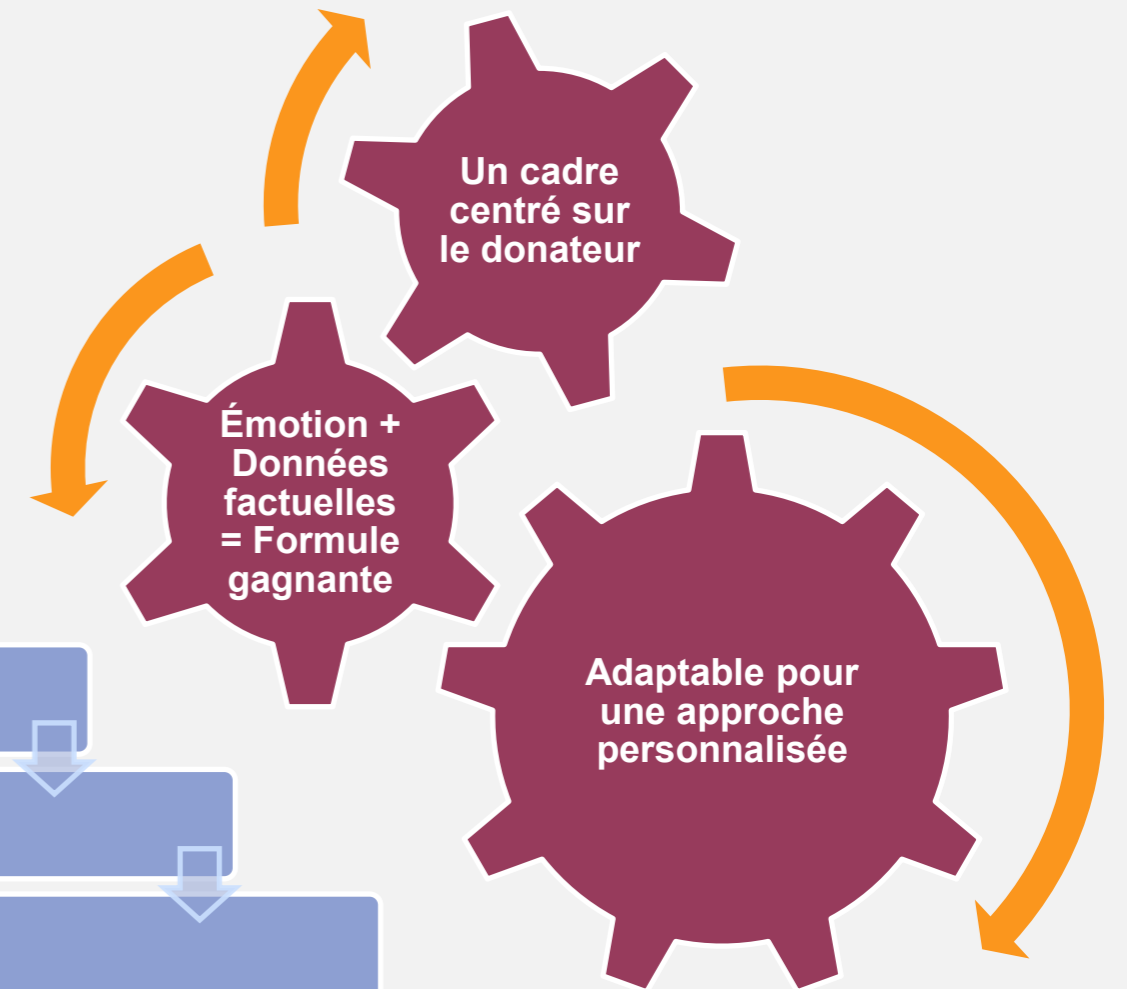 Un cadre
centré sur
le donateur
Émotion +
Données
factuelles
= Formule
gagnante
Adaptable pour
une approche
personnalisée